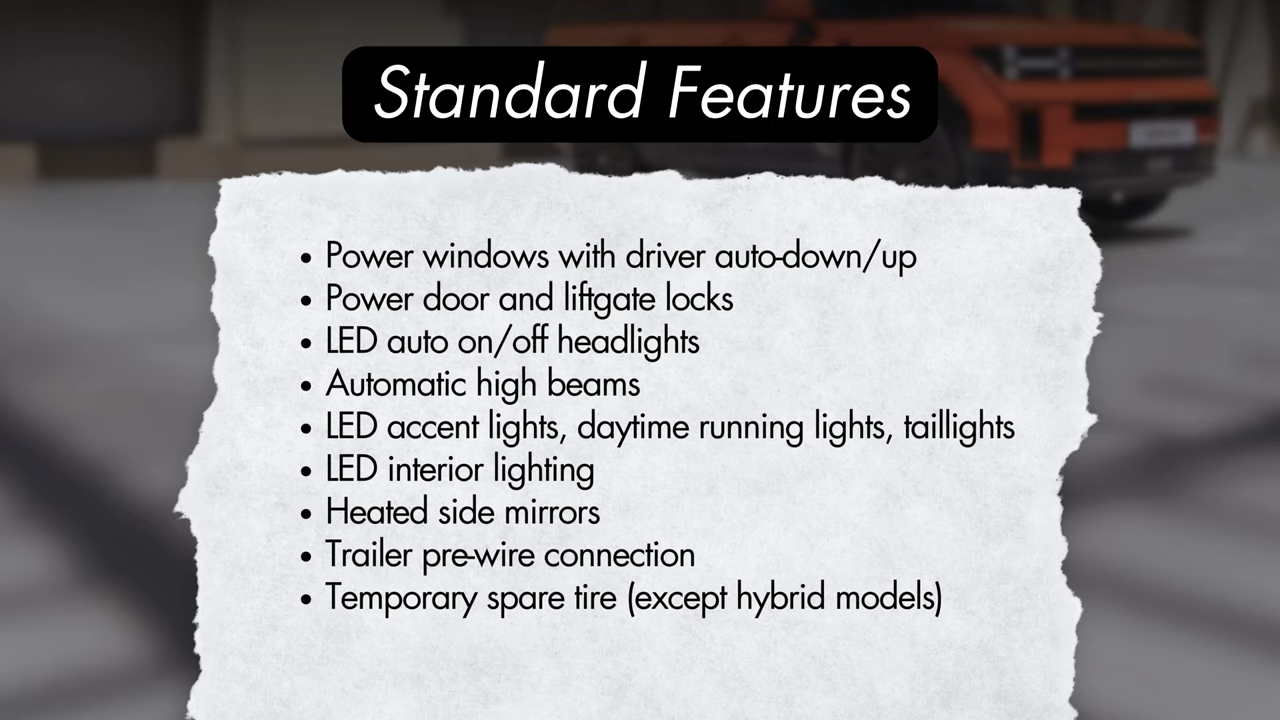 Standard Features
• Power windows with driver auto-down/up
• Power door and liftgate locks
• LED auto on/off headlights
• Automatic high beams
• LED accent lights, daytime running lights, taillights
• LED interior lighting
• Heated side mirrors
• Trailer pre-wire connection
• Temporary spare tire (except hybrid models)